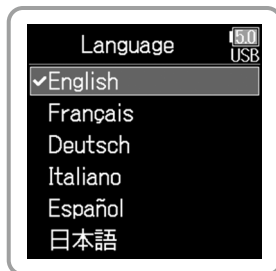 Language
5.0
USB
✔English
Français
Deutsch
Italiano
Español
日本語